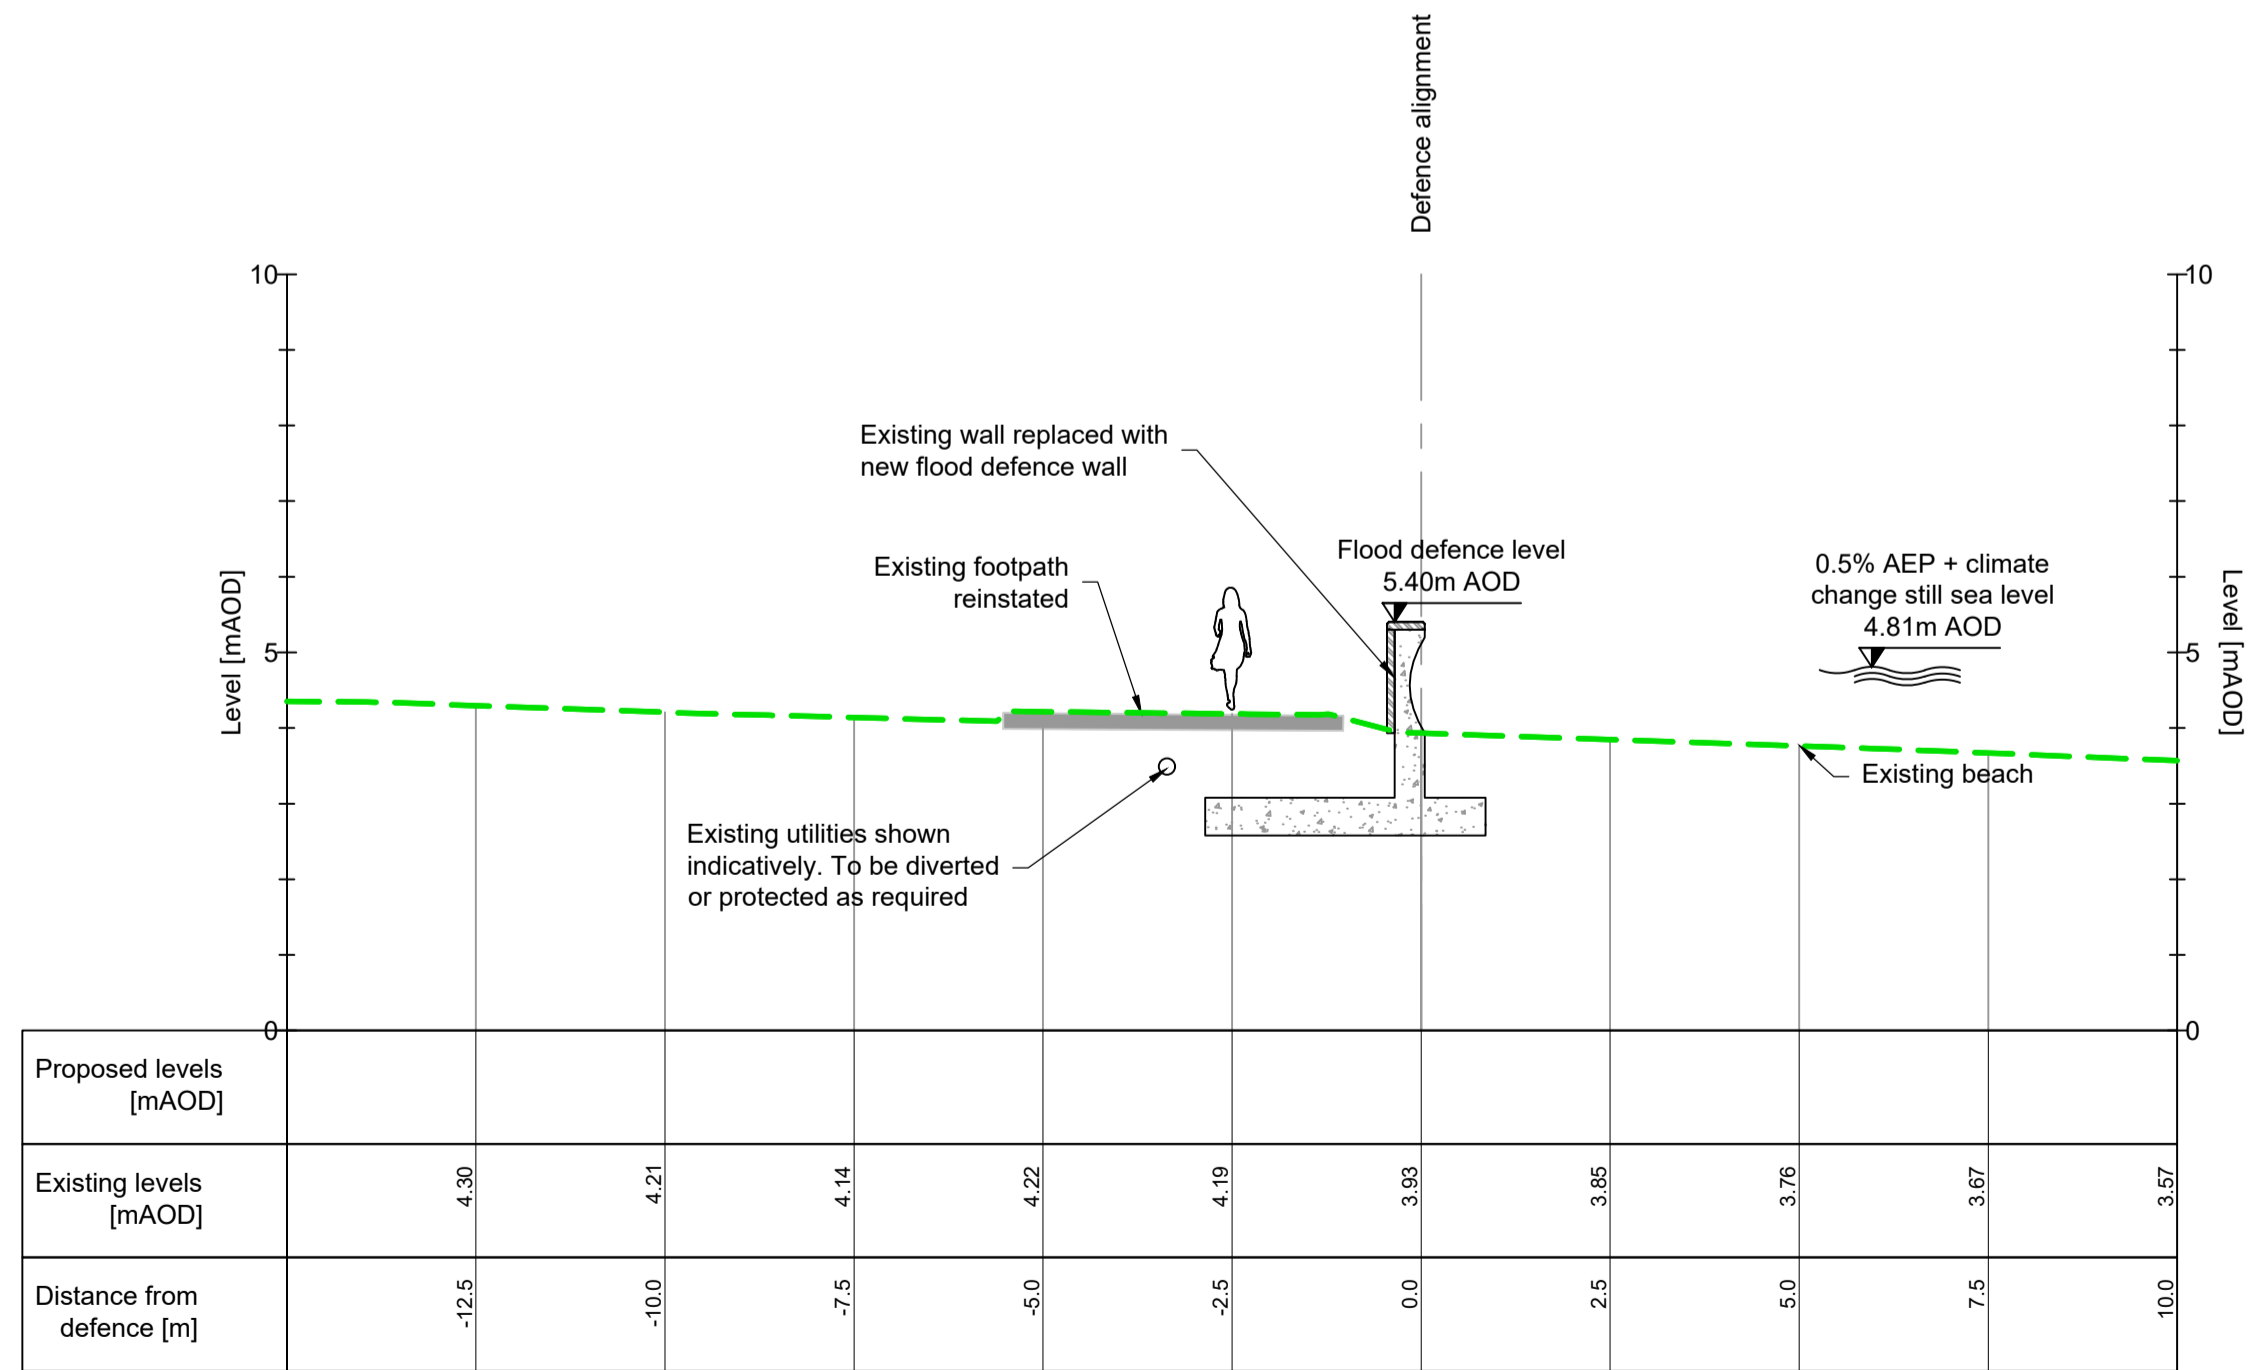 Defence alignment
10
10
Existing wall replaced with
new flood defence wall
Flood defence level
5.40m AOD
0.5% AEP + climate
change still sea level
4.81m AOD
Existing footpath
reinstated
Level [mAOD]
Level [mAOD]
5
5
Existing beach
Existing utilities shown
indicatively. To be diverted
or protected as required
0
0
Proposed levels
[mAOD]
Existing levels
[mAOD]
4.30 4.21 4.14 4.22 4.19 3.93 3.85 3.76 3.67 3.57
Distance from
defence [m]
-12.5 -10.0 -7.5 -5.0 -2.5 0.0 2.5 5.0 7.5 10.0